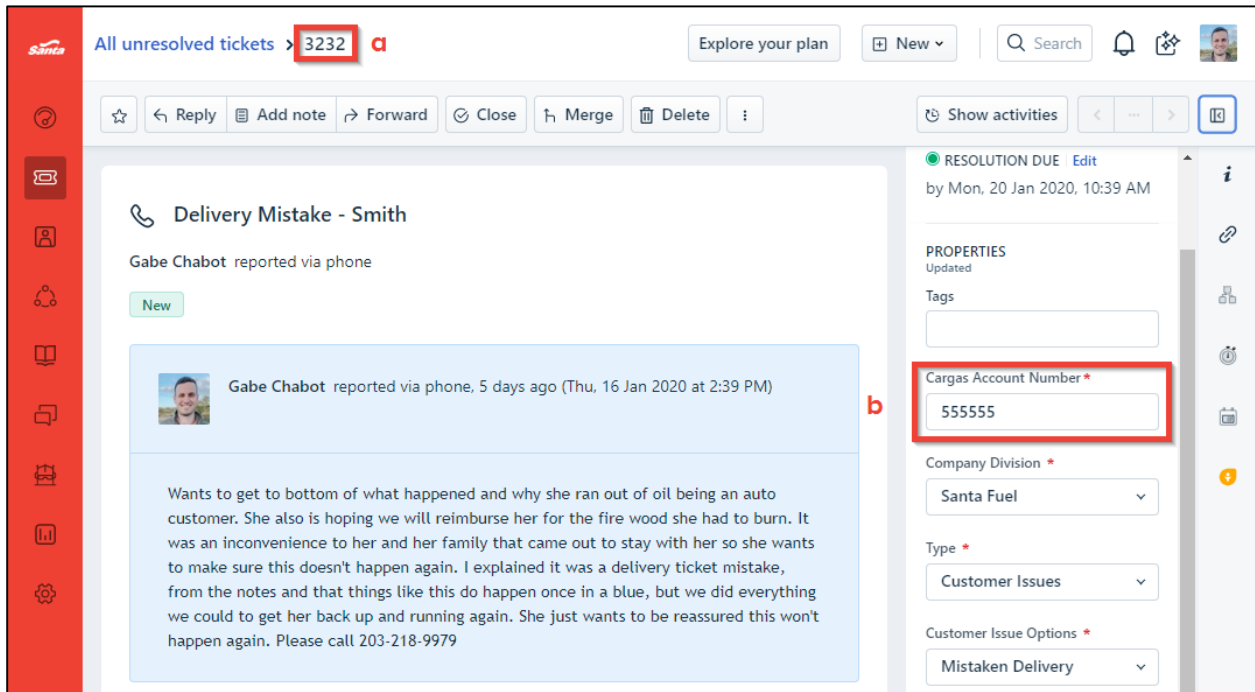 Santa
All unresolved tickets > 3232 a
Explore your plan
New
Search
Reply
Add note
Forward
Close
Merge
Delete
Show activities
Delivery Mistake - Smith
Gabe Chabot reported via phone
New
Gabe Chabot reported via phone, 5 days ago (Thu, 16 Jan 2020 at 2:39 PM)
Wants to get to bottom of what happened and why she ran out of oil being an auto
customer. She also is hoping we will reimburse her for the fire wood she had to burn. It
was an inconvenience to her and her family that came out to stay with her so she wants
to make sure this doesn't happen again. I explained it was a delivery ticket mistake,
from the notes and that things like this do happen once in a blue, but we did everything
we could to get her back up and running again. She just wants to be reassured this won't
happen again. Please call 203-218-9979
RESOLUTION DUE Edit
by Mon, 20 Jan 2020, 10:39 AM
PROPERTIES
Updated
Tags
b
Cargas Account Number*
555555
Company Division *
Santa Fuel
Type *
Customer Issues
Customer Issue Options *
Mistaken Delivery